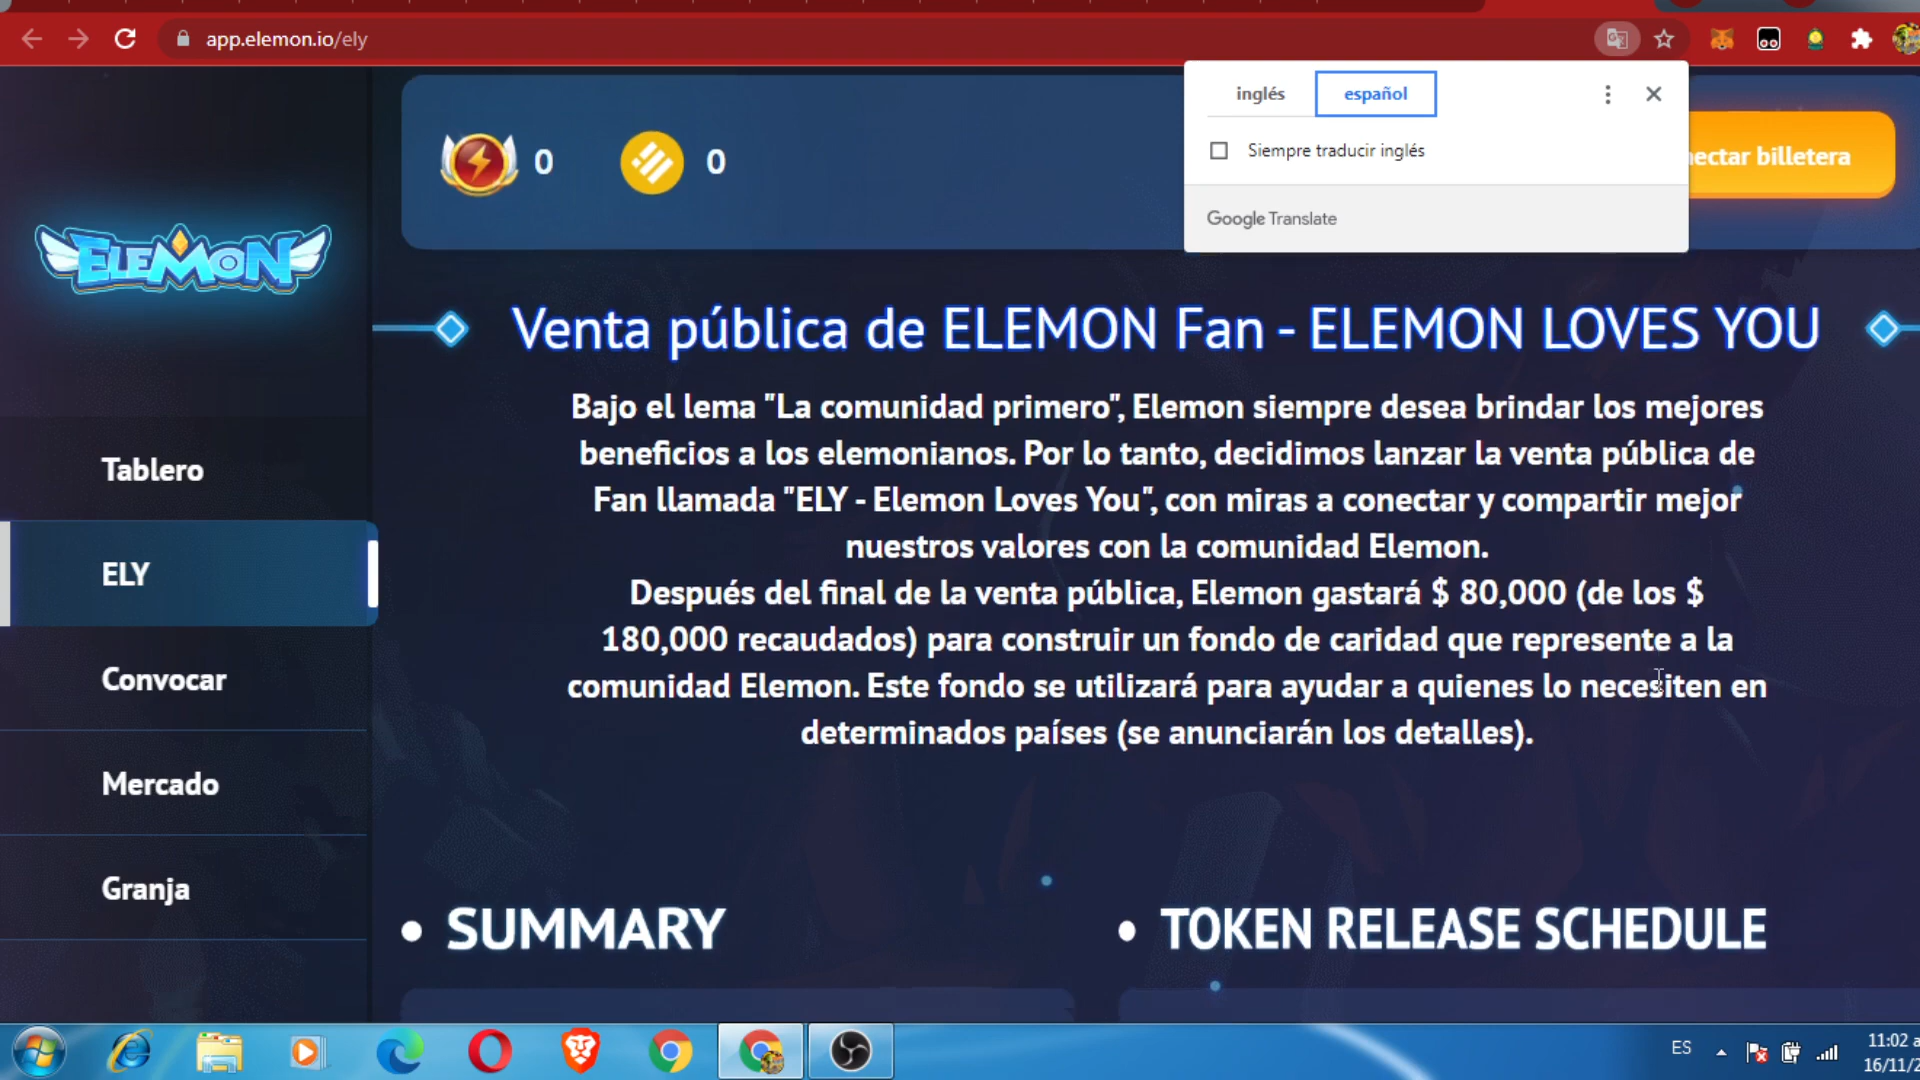 app.elemon.io/ely
inglés
español
Siempre traducir inglés
Google Translate
0
0
ectar billetera
ELEMON
Venta pública de ELEMON Fan - ELEMON LOVES YOU
Bajo el lema "La comunidad primero", Elemon siempre desea brindar los mejores
beneficios a los elemonianos. Por lo tanto, decidimos lanzar la venta pública de
Fan llamada "ELY - Elemon Loves You", con miras a conectar y compartir mejor
nuestros valores con la comunidad Elemon.
Después del final de la venta pública, Elemon gastará $ 80,000 (de los $
180,000 recaudados) para construir un fondo de caridad que represente a la
comunidad Elemon. Este fondo se utilizará para ayudar a quienes lo necesiten en
determinados países (se anunciarán los detalles).
Tablero
ELY
Convocar
Mercado
Granja
• SUMMARY
• TOKEN RELEASE SCHEDULE
ES
11:02 a
16/11/2